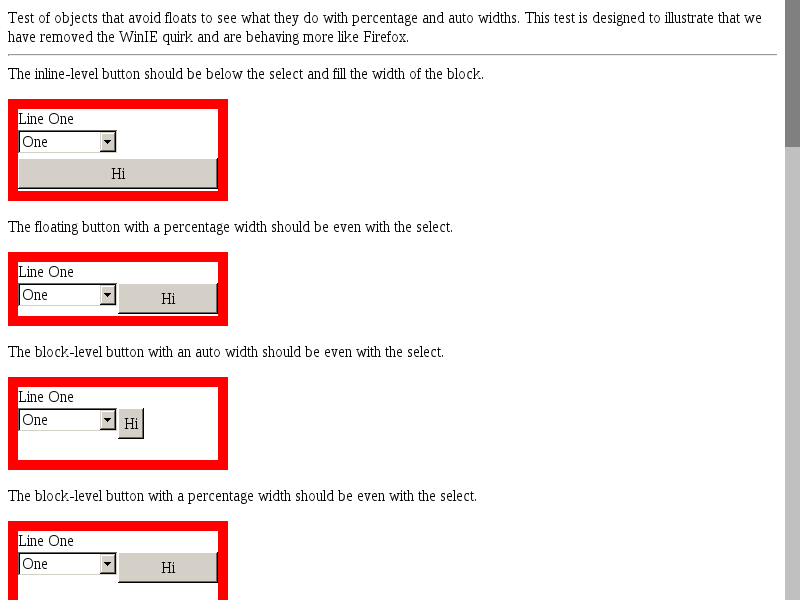 Test of objects that avoid floats to see what they do with percentage and auto widths. This test is designed to illustrate that we
have removed the WinIE quirk and are behaving more like Firefox.
The inline-level button should be below the select and fill the width of the block.
Line One
One
Hi
The floating button with a percentage width should be even with the select.
Line One
One Hi
The block-level button with an auto width should be even with the select.
Line One
One Hi
The block-level button with a percentage width should be even with the select.
Line One
One Hi